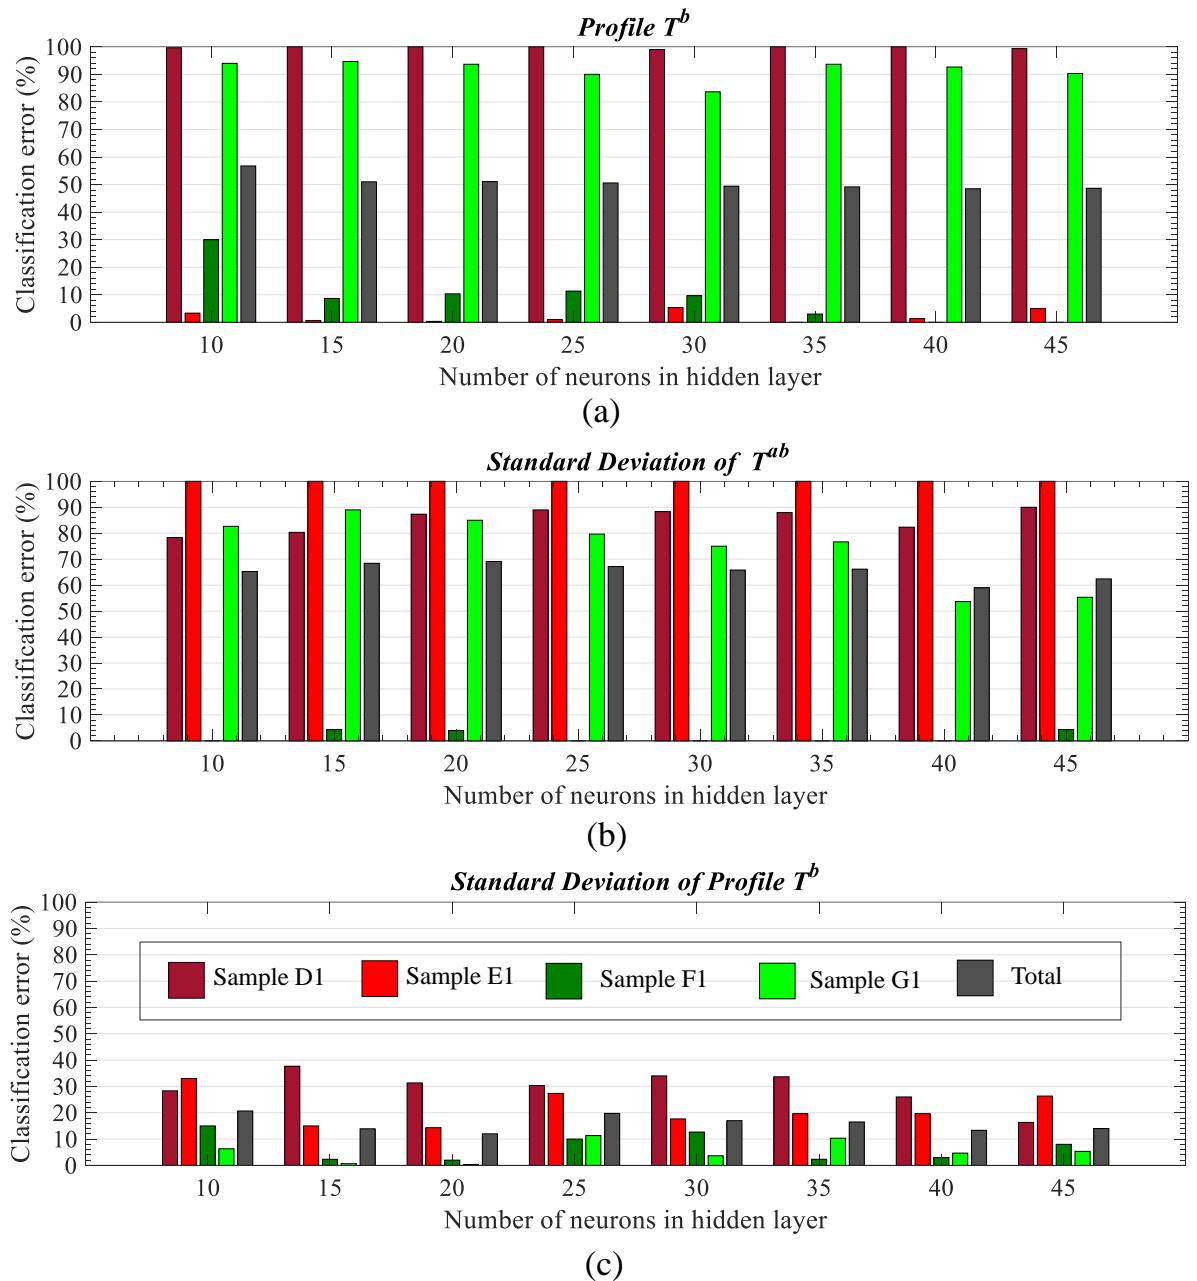 Profile T^b
Classification error (%)
100
90
80
70
60
50
40
30
20
10
0
10 15 20 25 30 35 40 45
Number of neurons in hidden layer
(a)
Standard Deviation of T^ab
Classification error (%)
100
90
80
70
60
50
40
30
20
10
0
10 15 20 25 30 35 40 45
Number of neurons in hidden layer
(b)
Standard Deviation of Profile T^b
Classification error (%)
100
90
80
70
60
50
40
30
20
10
0
Sample D1 Sample E1 Sample F1 Sample G1 Total
10 15 20 25 30 35 40 45
Number of neurons in hidden layer
(c)